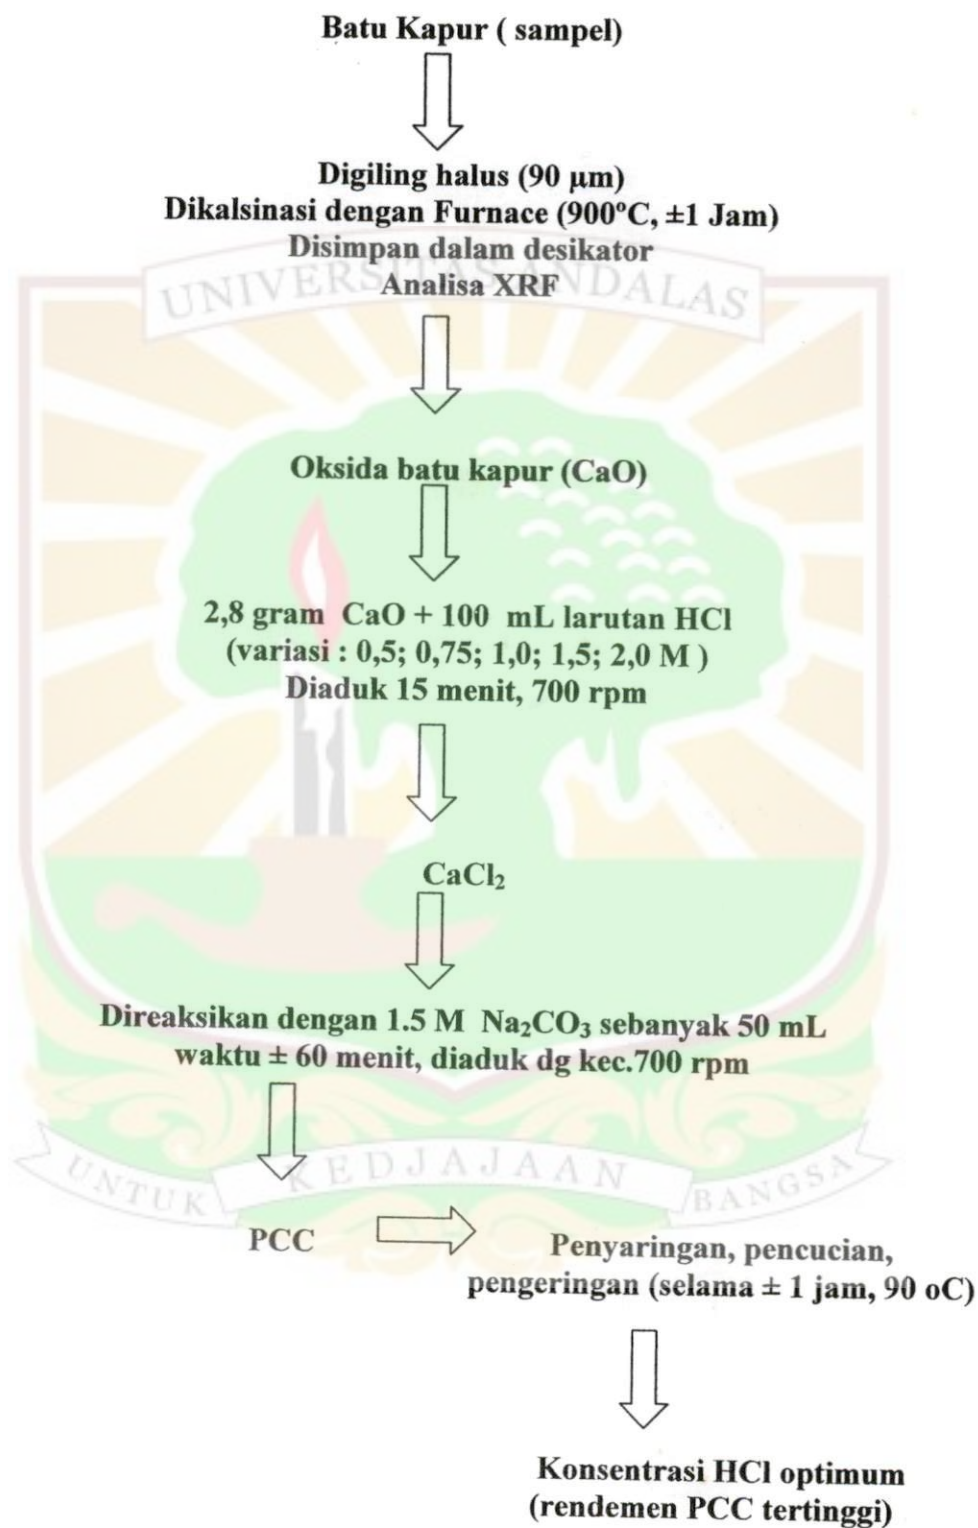 Batu Kapur ( sampel)
Digiling halus (90 μm)
Dikalsinasi dengan Furnace (900ºC, ±1 Jam)
Disimpan dalam desikator
Analisa XRF
UNIVERSITAS ANDALAS
Oksida batu kapur (CaO)
2,8 gram CaO + 100 mL larutan HCl
(variasi : 0,5; 0,75; 1,0; 1,5; 2,0 M )
Diaduk 15 menit, 700 rpm
CaCl₂
Direaksikan dengan 1.5 M Na₂CO₃ sebanyak 50 mL
waktu ± 60 menit, diaduk dg kec.700 rpm
UNTUK KEDJAJAAN BANGSA
PCC
Penyaringan, pencucian,
pengeringan (selama ± 1 jam, 90 oC)
Konsentrasi HCl optimum
(rendemen PCC tertinggi)